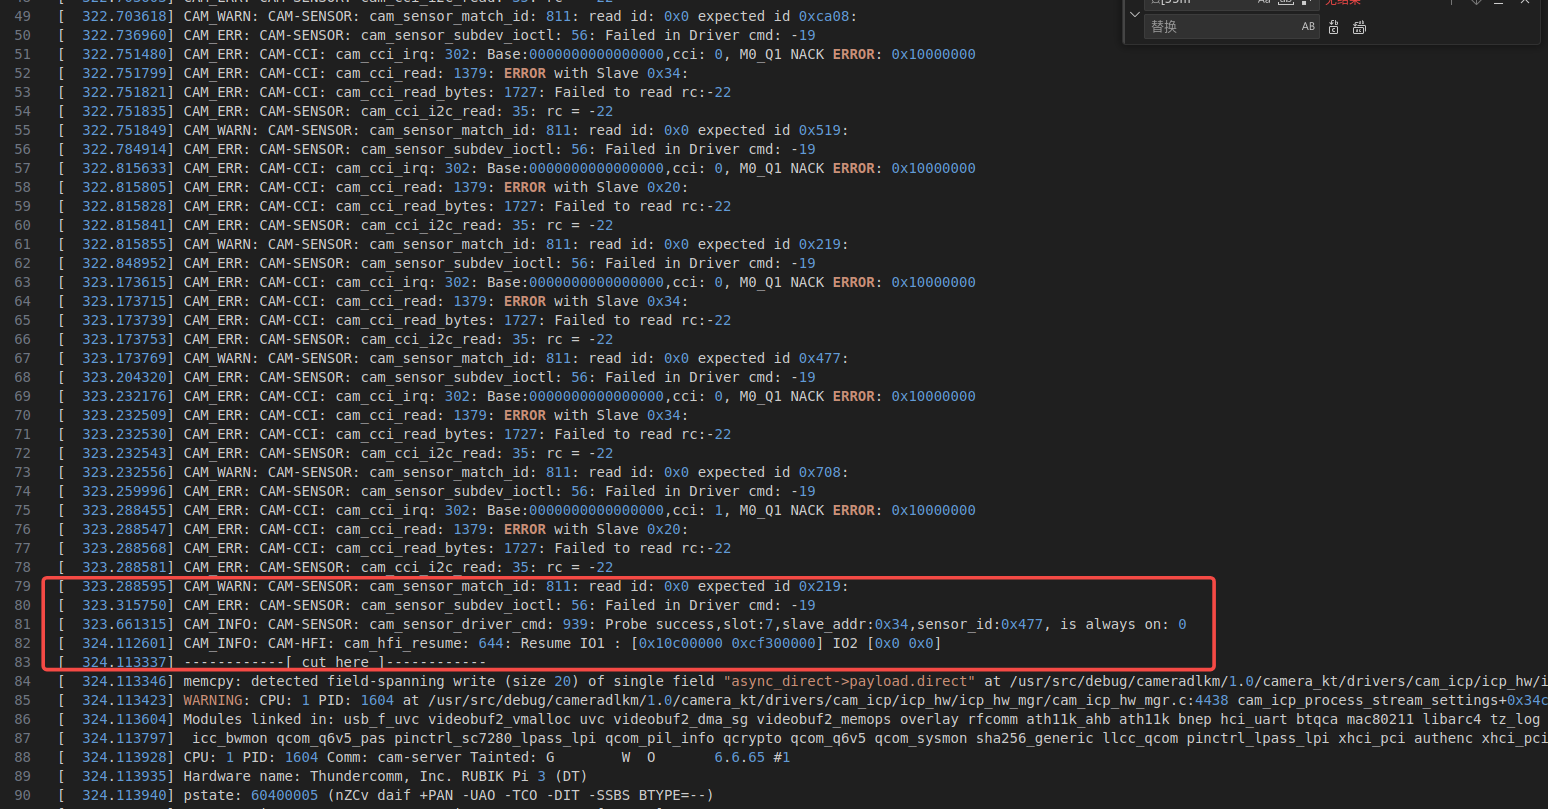 49 [ 322.703618] CAM_WARN: CAM-SENSOR: cam_sensor_match_id: 811: read id: 0x0 expected id 0xca08:
50 [ 322.736960] CAM_ERR: CAM-SENSOR: cam_sensor_subdev_ioctl: 56: Failed in Driver cmd: -19
51 [ 322.751480] CAM_ERR: CAM-CCI: cam_cci_irq: 302: Base:0000000000000000,cci: 0, M0_Q1 NACK ERROR: 0x10000000
52 [ 322.751799] CAM_ERR: CAM-CCI: cam_cci_read: 1379: ERROR with Slave 0x34:
53 [ 322.751821] CAM_ERR: CAM-CCI: cam_cci_read_bytes: 1727: Failed to read rc:-22
54 [ 322.751835] CAM_ERR: CAM-SENSOR: cam_cci_i2c_read: 35: rc = -22
55 [ 322.751849] CAM_WARN: CAM-SENSOR: cam_sensor_match_id: 811: read id: 0x0 expected id 0x519:
56 [ 322.784914] CAM_ERR: CAM-SENSOR: cam_sensor_subdev_ioctl: 56: Failed in Driver cmd: -19
57 [ 322.815633] CAM_ERR: CAM-CCI: cam_cci_irq: 302: Base:0000000000000000,cci: 0, M0_Q1 NACK ERROR: 0x10000000
58 [ 322.815805] CAM_ERR: CAM-CCI: cam_cci_read: 1379: ERROR with Slave 0x20:
59 [ 322.815828] CAM_ERR: CAM-CCI: cam_cci_read_bytes: 1727: Failed to read rc:-22
60 [ 322.815841] CAM_ERR: CAM-SENSOR: cam_cci_i2c_read: 35: rc = -22
61 [ 322.815855] CAM_WARN: CAM-SENSOR: cam_sensor_match_id: 811: read id: 0x0 expected id 0x219:
62 [ 322.848952] CAM_ERR: CAM-SENSOR: cam_sensor_subdev_ioctl: 56: Failed in Driver cmd: -19
63 [ 323.173615] CAM_ERR: CAM-CCI: cam_cci_irq: 302: Base:0000000000000000,cci: 0, M0_Q1 NACK ERROR: 0x10000000
64 [ 323.173715] CAM_ERR: CAM-CCI: cam_cci_read: 1379: ERROR with Slave 0x34:
65 [ 323.173739] CAM_ERR: CAM-CCI: cam_cci_read_bytes: 1727: Failed to read rc:-22
66 [ 323.173753] CAM_ERR: CAM-SENSOR: cam_cci_i2c_read: 35: rc = -22
67 [ 323.173769] CAM_WARN: CAM-SENSOR: cam_sensor_match_id: 811: read id: 0x0 expected id 0x477:
68 [ 323.204320] CAM_ERR: CAM-SENSOR: cam_sensor_subdev_ioctl: 56: Failed in Driver cmd: -19
69 [ 323.232176] CAM_ERR: CAM-CCI: cam_cci_irq: 302: Base:0000000000000000,cci: 0, M0_Q1 NACK ERROR: 0x10000000
70 [ 323.232509] CAM_ERR: CAM-CCI: cam_cci_read: 1379: ERROR with Slave 0x34:
71 [ 323.232530] CAM_ERR: CAM-CCI: cam_cci_read_bytes: 1727: Failed to read rc:-22
72 [ 323.232543] CAM_ERR: CAM-SENSOR: cam_cci_i2c_read: 35: rc = -22
73 [ 323.232556] CAM_WARN: CAM-SENSOR: cam_sensor_match_id: 811: read id: 0x0 expected id 0x708:
74 [ 323.259996] CAM_ERR: CAM-SENSOR: cam_sensor_subdev_ioctl: 56: Failed in Driver cmd: -19
75 [ 323.288455] CAM_ERR: CAM-CCI: cam_cci_irq: 302: Base:0000000000000000,cci: 1, M0_Q1 NACK ERROR: 0x10000000
76 [ 323.288547] CAM_ERR: CAM-CCI: cam_cci_read: 1379: ERROR with Slave 0x20:
77 [ 323.288568] CAM_ERR: CAM-CCI: cam_cci_read_bytes: 1727: Failed to read rc:-22
78 [ 323.288581] CAM_ERR: CAM-SENSOR: cam_cci_i2c_read: 35: rc = -22
79 [ 323.288595] CAM_WARN: CAM-SENSOR: cam_sensor_match_id: 811: read id: 0x0 expected id 0x219:
80 [ 323.315750] CAM_ERR: CAM-SENSOR: cam_sensor_subdev_ioctl: 56: Failed in Driver cmd: -19
81 [ 323.661315] CAM_INFO: CAM-SENSOR: cam_sensor_driver_cmd: 939: Probe success,slot:7,slave_addr:0x34,sensor_id:0x477, is always on: 0
82 [ 324.112601] CAM_INFO: CAM-HFI: cam_hfi_resume: 644: Resume IO1 : [0x10c00000 0xcf300000] IO2 [0x0 0x0]
83 [ 324.113337] ------------[ cut here ]------------
84 [ 324.113346] memcpy: detected field-spanning write (size 20) of single field "async_direct->payload.direct" at /usr/src/debug/cameradlkm/1.0/camera_kt/drivers/cam_icp/icp_hw/i
85 [ 324.113423] WARNING: CPU: 1 PID: 1604 at /usr/src/debug/cameradlkm/1.0/camera_kt/drivers/cam_icp/icp_hw/icp_hw_mgr/cam_icp_hw_mgr.c:4438 cam_icp_process_stream_settings+0x34c
86 [ 324.113604] Modules linked in: usb_f_uvc videobuf2_vmalloc uvc videobuf2_dma_sg videobuf2_memops overlay rfcomm ath11k_ahb ath11k bnep hci_uart btqca mac80211 libarc4 tz_log
87 [ 324.113797] icc_bwmon qcom_q6v5_pas pinctrl_sc7280_lpass_lpi qcom_pil_info qcrypto qcom_q6v5 qcom_sysmon sha256_generic llcc_qcom pinctrl_lpass_lpi xhci_pci authenc xhci_pci
88 [ 324.113928] CPU: 1 PID: 1604 Comm: cam-server Tainted: G W O 6.6.65 #1
89 [ 324.113935] Hardware name: Thundercomm, Inc. RUBIK Pi 3 (DT)
90 [ 324.113940] pstate: 60400005 (nZCv daif +PAN -UAO -TCO -DIT -SSBS BTYPE=--)
替换 AB